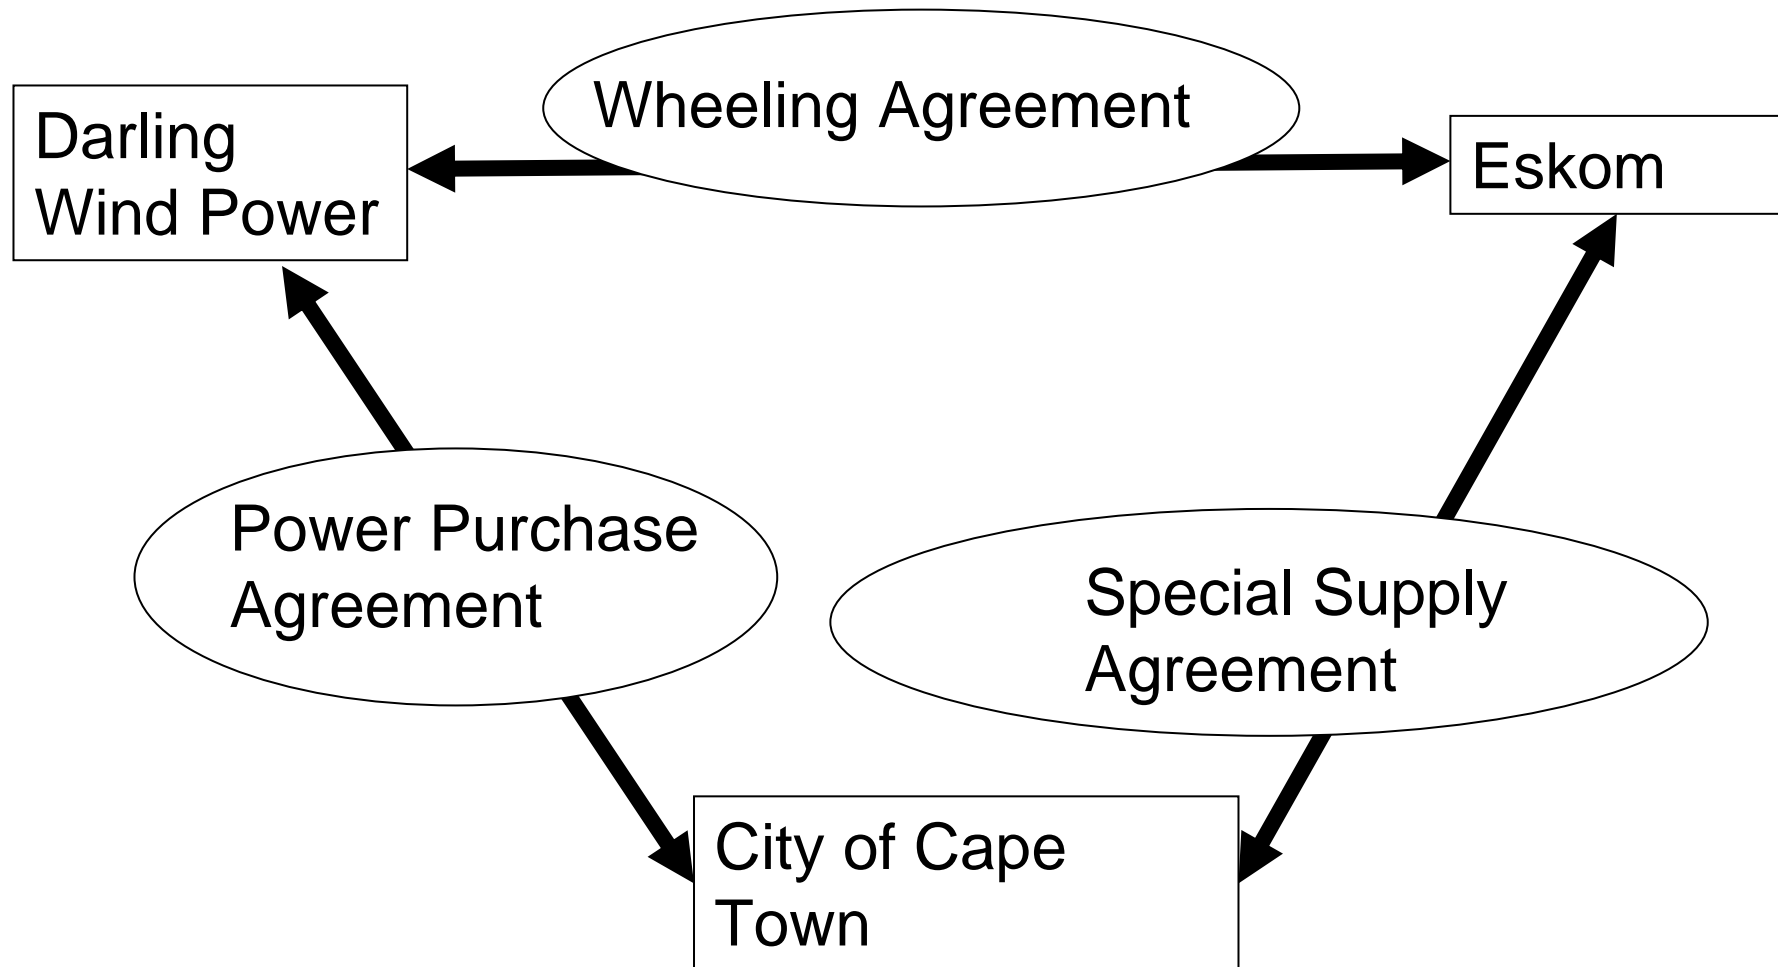 Wheeling Agreement
Darling
Wind Power
Eskom
Power Purchase
Agreement
Special Supply
Agreement
City of Cape
Town